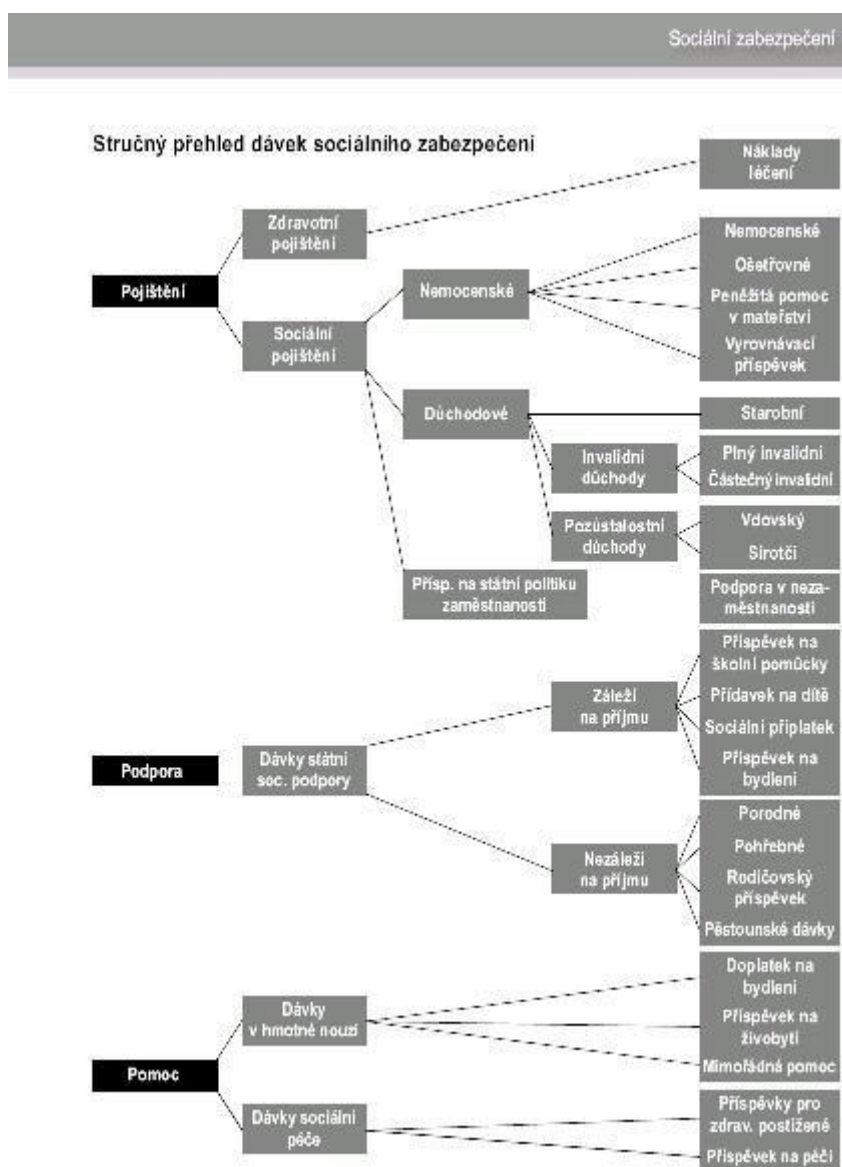 Sociální zabezpečení
Stručný přehled dávek sociálního zabezpečení
Náklady
léčení
Zdravotní
pojištění
Pojištění
Sociální
pojištění
Nemocenské
Nemocenské
Ošetřovné
Peněžitá pomoc
v mateřství
Vyrovnávací
příspěvek
Důchodové
Starobní
Invalidní
důchody
Plný invalidní
Částečný invalidní
Pozůstalostní
důchody
Vdovský
Sirotčí
Přísp. na státní politiku
zaměstnanosti
Podpora v neza-
městnanosti
Podpora
Dávky státní
soc. podpory
Záleží
na příjmu
Příspěvek na
školní pomůcky
Přídavek na dítě
Sociální příplatek
Příspěvek na
bydlení
Nezáleží
na příjmu
Porodné
Pohřebné
Rodičovský
příspěvek
Pěstounské dávky
Pomoc
Dávky
v hmotné nouzi
Doplatek na
bydlení
Příspěvek na
živobytí
Mimořádná pomoc
Dávky sociální
péče
Příspěvky pro
zdrav. postižené
Příspěvek na péči